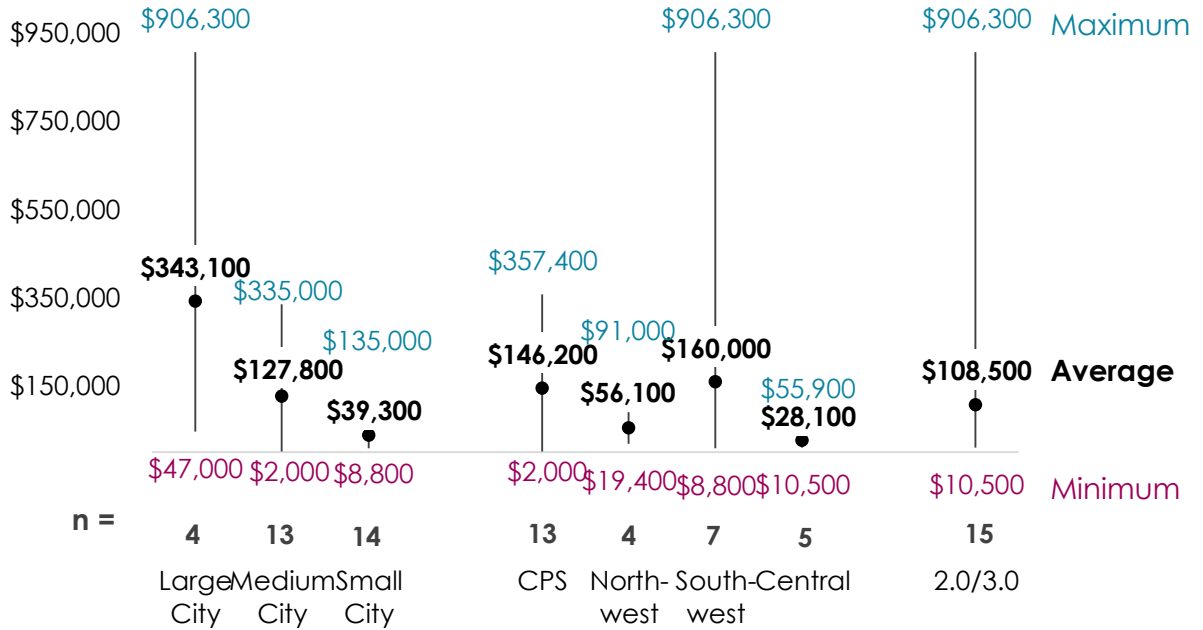 $950,000 $906,300 $906,300 $906,300 Maximum
$750,000
$550,000
$343,100 $357,400
$350,000 $335,000
$135,000 $91,000
$127,800 $146,200 $160,000
$150,000 $108,500 Average
$39,300 $56,100 $55,900
$28,100
$47,000 $2,000 $8,800 $2,000 $19,400 $8,800 $10,500 $10,500 Minimum
n = 4 13 14 13 4 7 5 15
Large Medium Small CPS North- South- Central 2.0/3.0
City City City west west